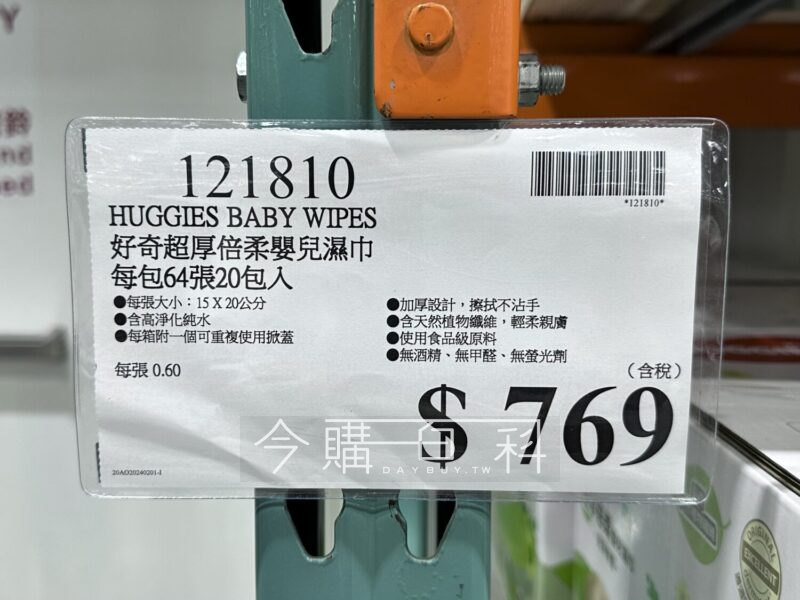 121810
*121810*
HUGGIES BABY WIPES
好奇超厚倍柔嬰兒濕巾
每包64張20包入
●每張大小：15 X 20公分
●含高淨化純水
●每箱附一個可重複使用掀蓋
●加厚設計，擦拭不沾手
●含天然植物纖維，輕柔親膚
●使用食品級原料
●無酒精、無甲醛、無螢光劑
每張 0.60
（含稅）
$ 769
今購百科
DAYBUY.TW
20AO20240201-I
ORIGINAL
EXCELLENT